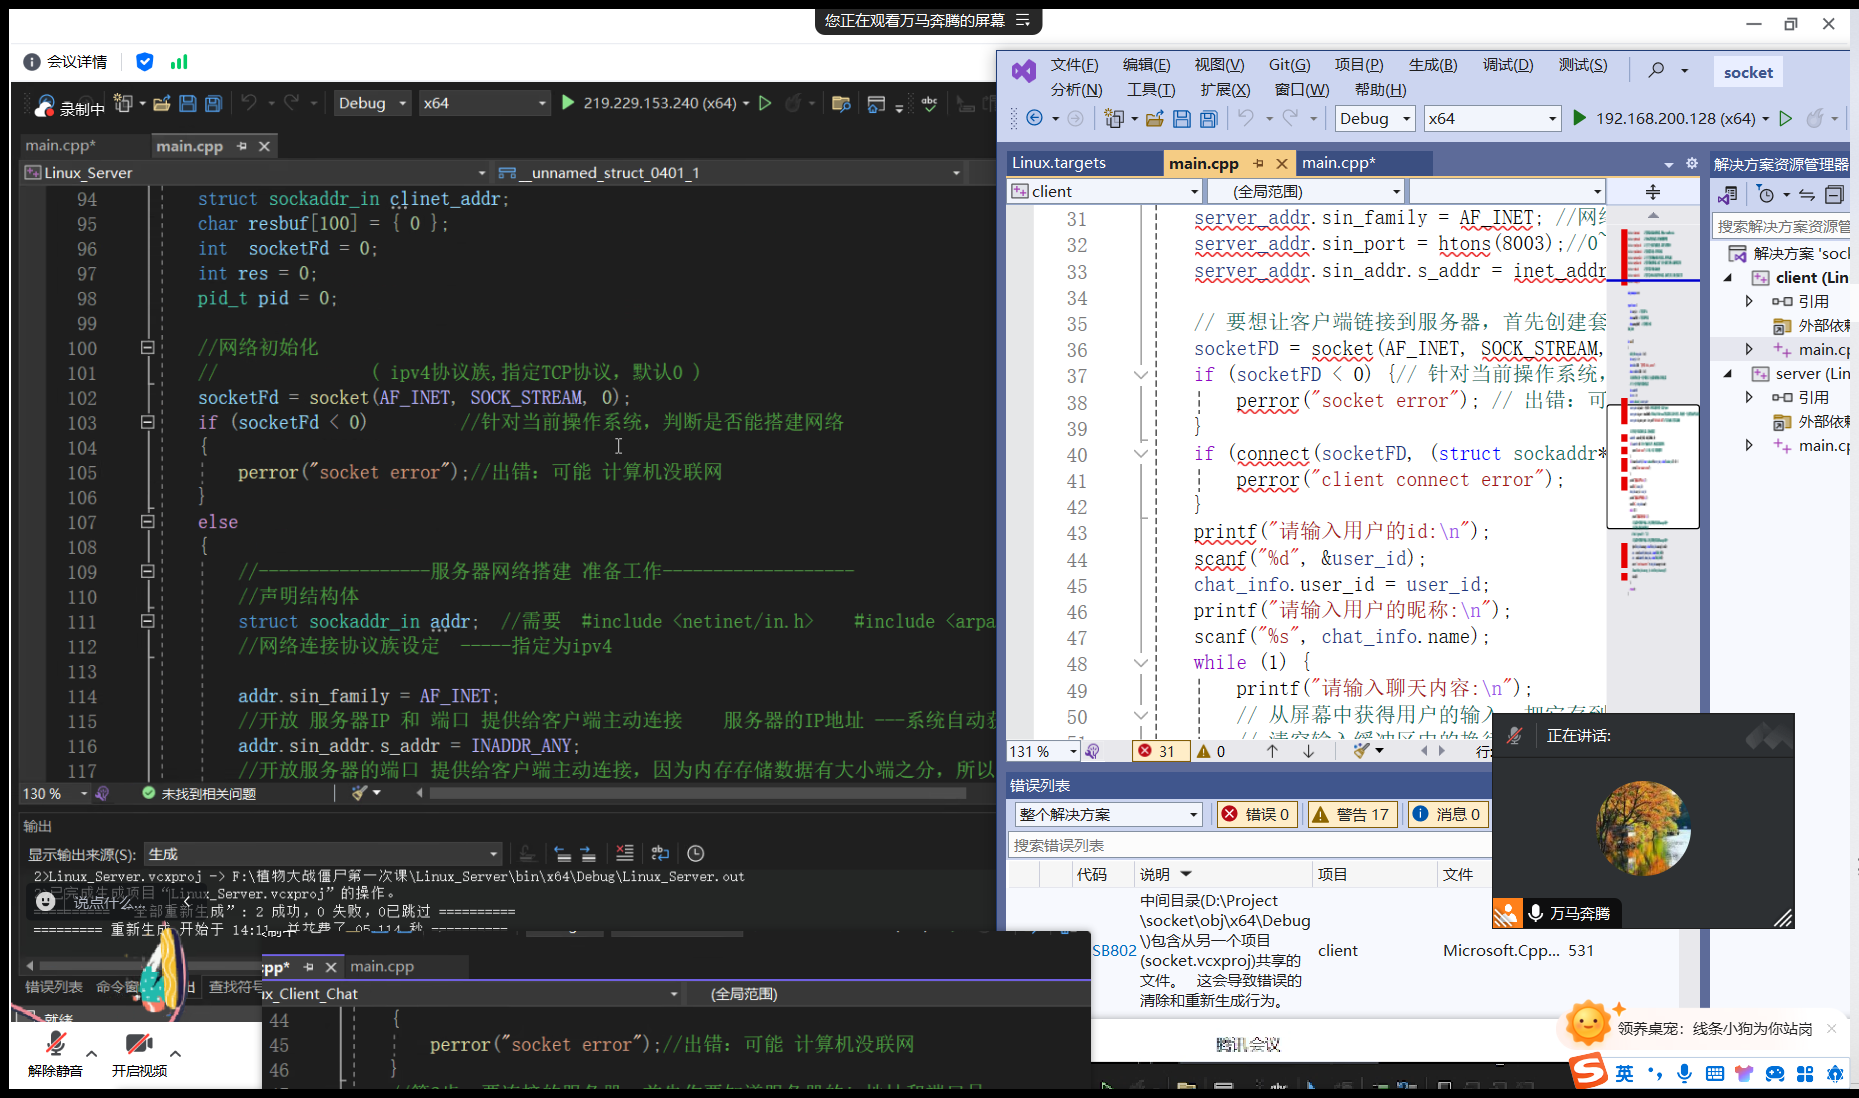 您正在观看万马奔腾的屏幕
会议详情
录制中
Debug
x64
219.229.153.240 (x64)
main.cpp*
main.cpp
Linux_Server
__unnamed_struct_0401_1
94 struct sockaddr_in clinet_addr;
95 char resbuf[100] = { 0 };
96 int  socketFd = 0;
97 int res = 0;
98 pid_t pid = 0;
99
100 //网络初始化
101 // ( ipv4协议族,指定TCP协议, 默认0 )
102 socketFd = socket(AF_INET, SOCK_STREAM, 0);
103 if (socketFd < 0) //针对当前操作系统, 判断是否能搭建网络
104 {
105 perror("socket error");//出错: 可能 计算机没联网
106 }
107 else
108 {
109 //-----------------服务器网络搭建 准备工作-------------------
110 //声明结构体
111 struct sockaddr_in addr; //需要 #include <netinet/in.h> #include <arpa
112 //网络连接协议族设定 -----指定为ipv4
113
114 addr.sin_family = AF_INET;
115 //开放 服务器IP 和 端口 提供给客户端主动连接 服务器的IP地址 ---系统自动获
116 addr.sin_addr.s_addr = INADDR_ANY;
117 //开放服务器的端口 提供给客户端主动连接, 因为内存存储数据有大小端之分, 所以
130 %
未找到相关问题
输出
显示输出来源(S):
生成
2>Linux_Server.vcxproj -> F:\植物大战僵尸第一次课\Linux_Server\bin\x64\Debug\Linux_Server.out
已完成生成项目“Linux_Server.vcxproj”的操作。
说点什么...
========== “全部重新生成”: 2 成功, 0 失败, 0已跳过 ==========
========= 重新生成 开始于 14:1
错误列表
命令窗
查找符号
就绪
解除静音
开启视频
cpp*
main.cpp
ux_Client_Chat
(全局范围)
44 {
45 perror("socket error");//出错: 可能 计算机没联网
46 }
文件(F)
编辑(E)
视图(V)
Git(G)
项目(P)
生成(B)
调试(D)
测试(S)
分析(N)
工具(T)
扩展(X)
窗口(W)
帮助(H)
socket
Debug
x64
192.168.200.128 (x64)
Linux.targets
main.cpp
main.cpp*
client
(全局范围)
31 server_addr.sin_family = AF_INET; //网络
32 server_addr.sin_port = htons(8003);//0~
33 server_addr.sin_addr.s_addr = inet_addr
34
35 // 要想让客户端链接到服务器, 首先创建套
36 socketFD = socket(AF_INET, SOCK_STREAM,
37 if (socketFD < 0) {// 针对当前操作系统,
38 perror("socket error"); // 出错: 可
39 }
40 if (connect(socketFD, (struct sockaddr*
41 perror("client connect error");
42 }
43 printf("请输入用户的id:\n");
44 scanf("%d", &user_id);
45 chat_info.user_id = user_id;
46 printf("请输入用户的昵称:\n");
47 scanf("%s", chat_info.name);
48 while (1) {
49 printf("请输入聊天内容:\n");
50 // 从屏幕中获得用户的输入, 把它存到
131 %
31
0
解决方案资源管理器
搜索解决方案资源管
解决方案 'sock
client (Lin
引用
外部依赖
main.cp
server (Lin
引用
外部依赖
main.cp
错误列表
整个解决方案
错误 0
警告 17
消息 0
搜索错误列表
代码
说明
项目
文件
中间目录(D:\Project
\socket\obj\x64\Debug
\)包含从另一个项目
SB802
(socket.vcxproj)共享的
文件。 这会导致错误的
清除和重新生成行为。
client
Microsoft.Cpp...
531
正在讲话:
万马奔腾
腾讯会议
领养桌宠: 线条小狗为你站岗
英